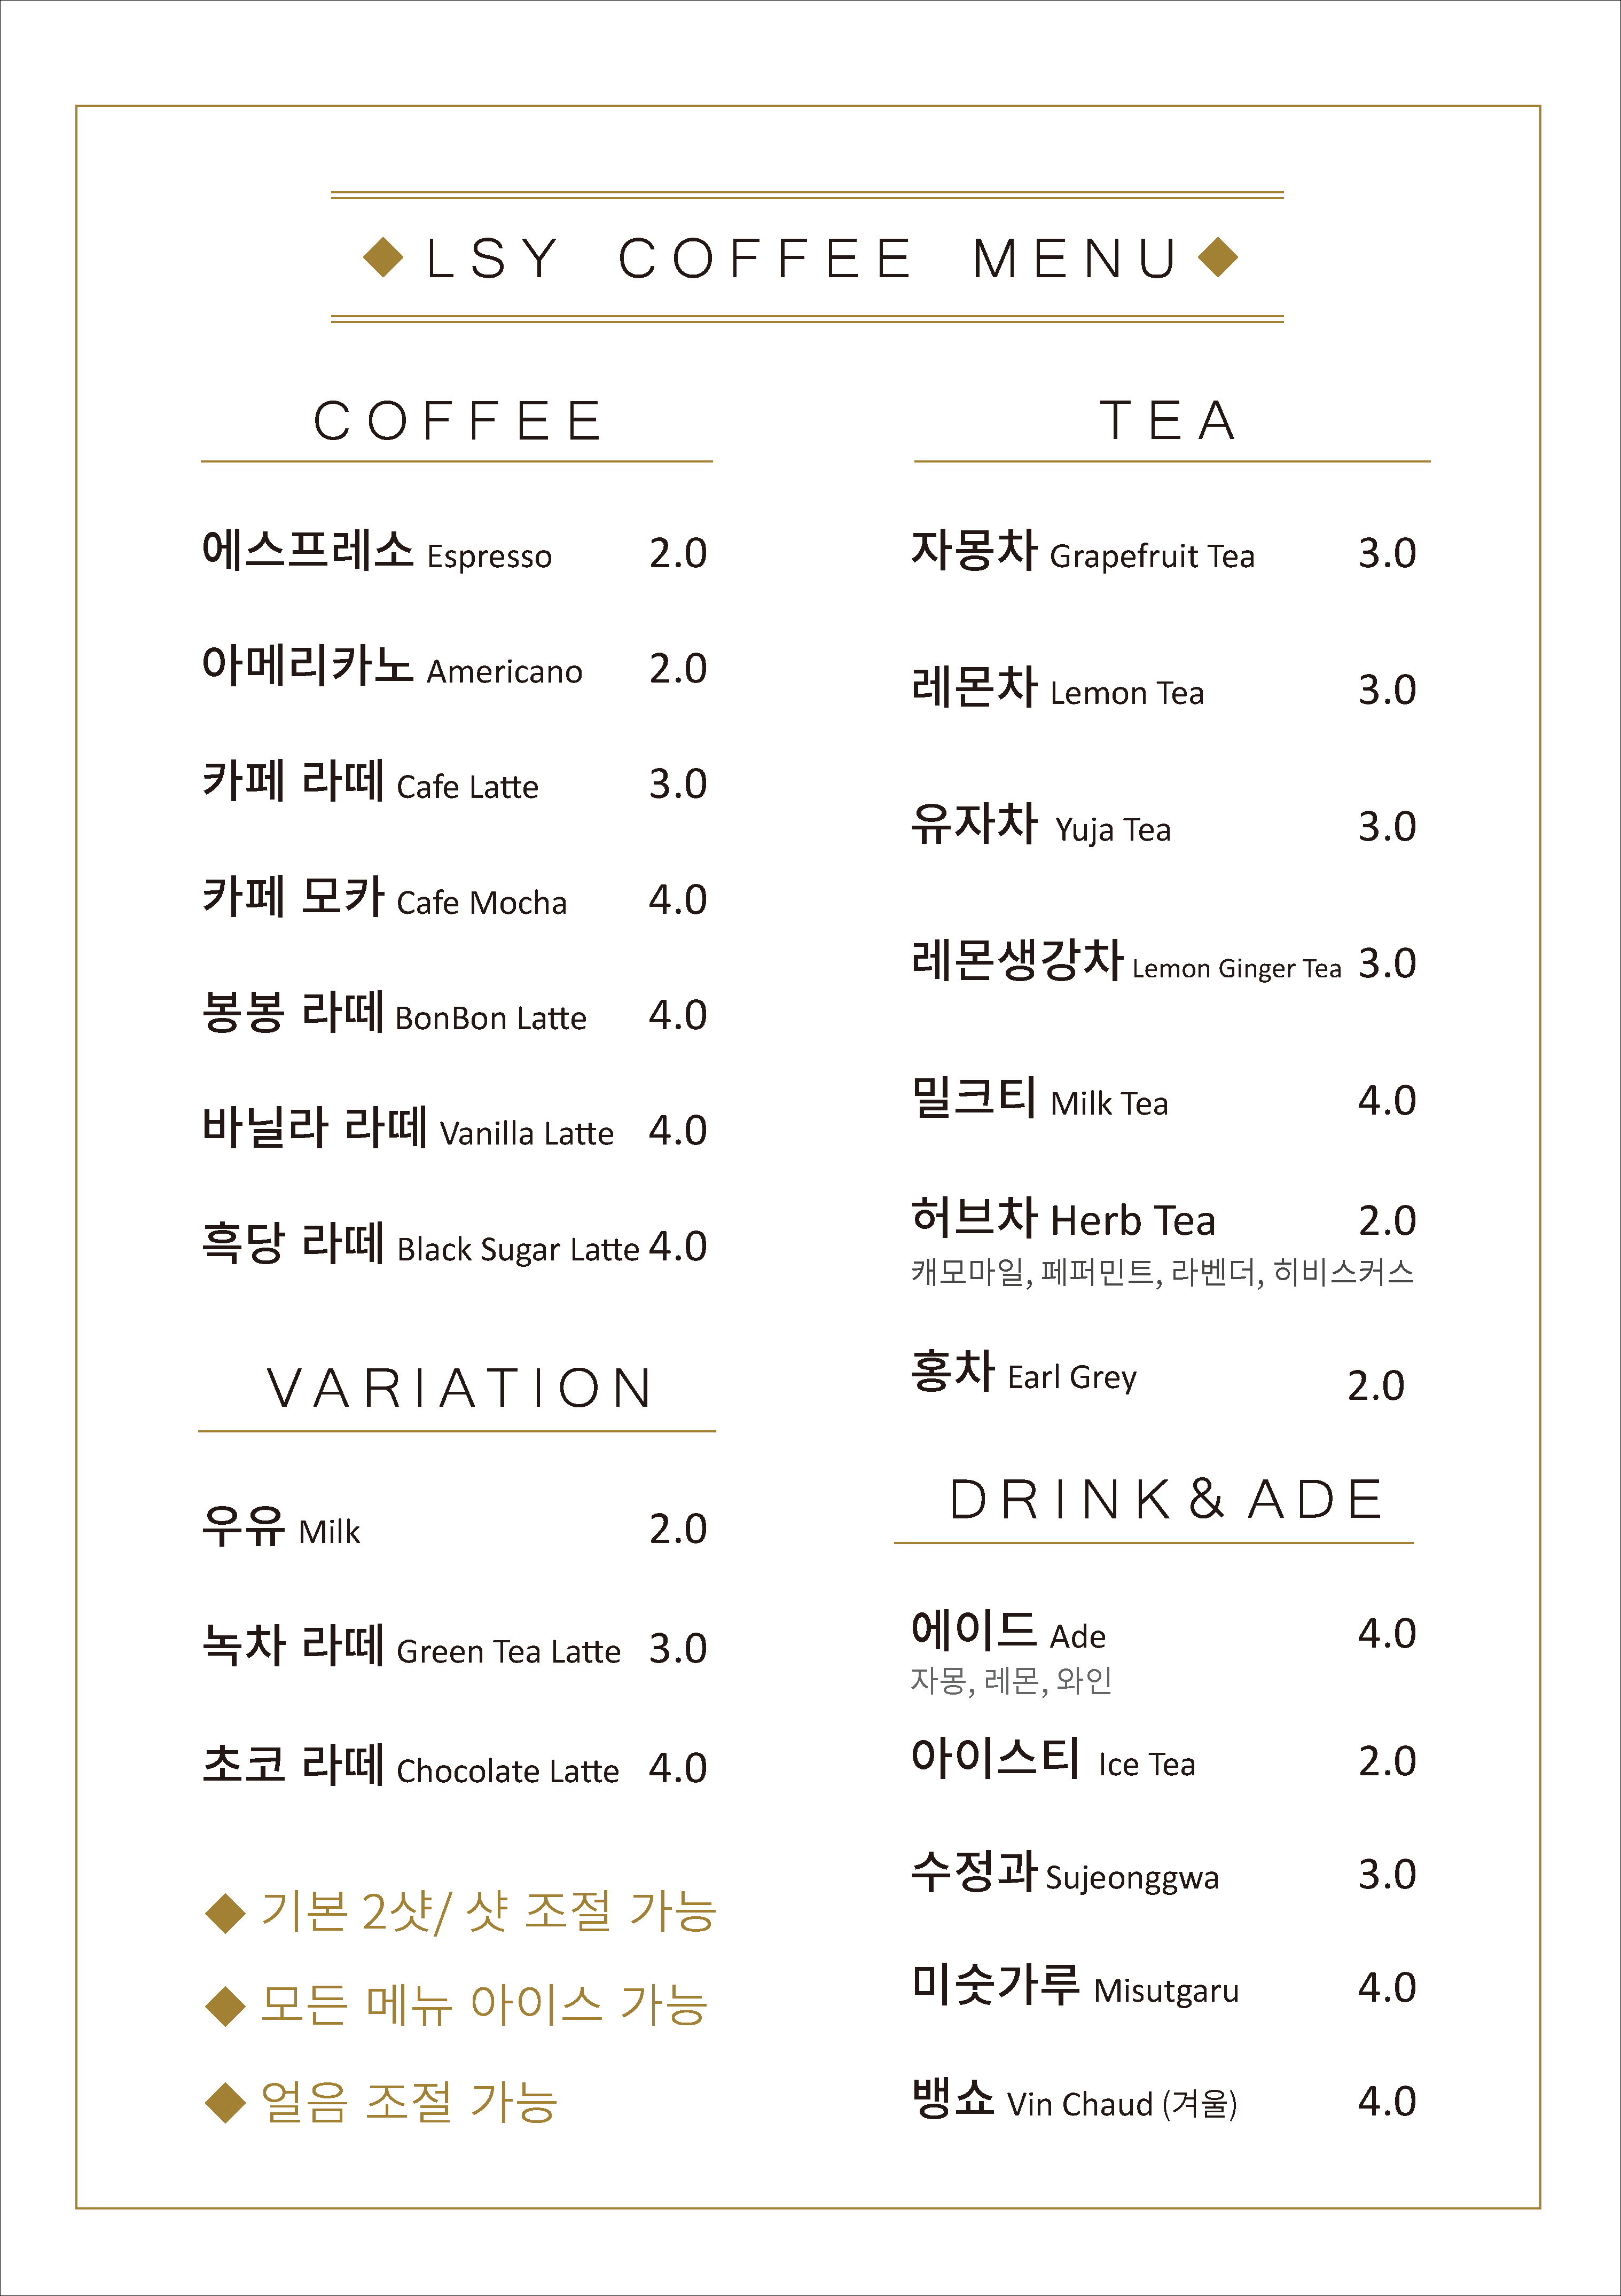 LSY COFFEE MENU
COFFEE
에스프레소 Espresso 2.0
아메리카노 Americano 2.0
카페 라떼 Cafe Latte 3.0
카페 모카 Cafe Mocha 4.0
봉봉 라떼 BonBon Latte 4.0
바닐라 라떼 Vanilla Latte 4.0
흑당 라떼 Black Sugar Latte 4.0
VARIATION
우유 Milk 2.0
녹차 라떼 Green Tea Latte 3.0
초코 라떼 Chocolate Latte 4.0
◆ 기본 2샷/ 샷 조절 가능
◆ 모든 메뉴 아이스 가능
◆ 얼음 조절 가능
TEA
자몽차 Grapefruit Tea 3.0
레몬차 Lemon Tea 3.0
유자차 Yuja Tea 3.0
레몬생강차 Lemon Ginger Tea 3.0
밀크티 Milk Tea 4.0
허브차 Herb Tea 2.0
캐모마일, 페퍼민트, 라벤더, 히비스커스
홍차 Earl Grey 2.0
DRINK & ADE
에이드 Ade 4.0
자몽, 레몬, 와인
아이스티 Ice Tea 2.0
수정과 Sujeonggwa 3.0
미숫가루 Misutgaru 4.0
뱅쇼 Vin Chaud (겨울) 4.0